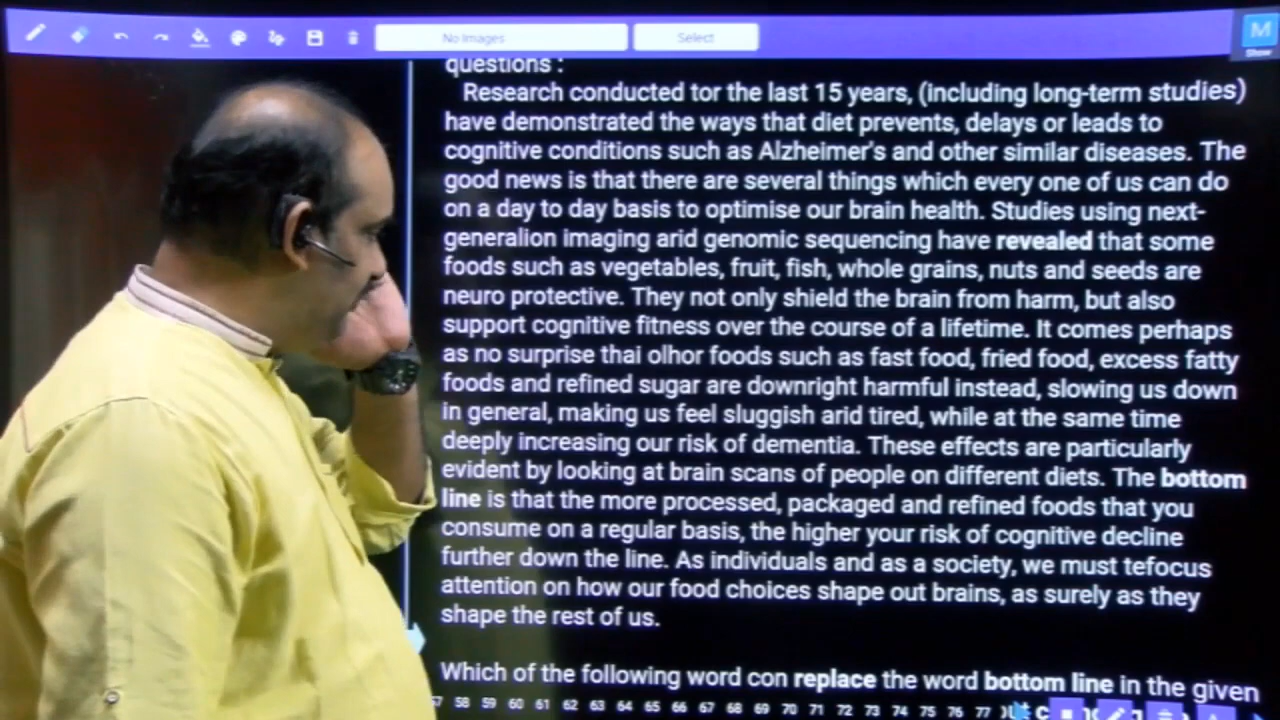 No Images
Select
M
Show
questions :
Research conducted tor the last 15 years, (including long-term studies)
have demonstrated the ways that diet prevents, delays or leads to
cognitive conditions such as Alzheimer's and other similar diseases. The
good news is that there are several things which every one of us can do
on a day to day basis to optimise our brain health. Studies using next-
generalion imaging arid genomic sequencing have revealed that some
foods such as vegetables, fruit, fish, whole grains, nuts and seeds are
neuro protective. They not only shield the brain from harm, but also
support cognitive fitness over the course of a lifetime. It comes perhaps
as no surprise thai olhor foods such as fast food, fried food, excess fatty
foods and refined sugar are downright harmful instead, slowing us down
in general, making us feel sluggish arid tired, while at the same time
deeply increasing our risk of dementia. These effects are particularly
evident by looking at brain scans of people on different diets. The bottom
line is that the more processed, packaged and refined foods that you
consume on a regular basis, the higher your risk of cognitive decline
further down the line. As individuals and as a society, we must tefocus
attention on how our food choices shape out brains, as surely as they
shape the rest of us.
Which of the following word con replace the word bottom line in the given
58 59 60 61 62 63 64 65 66 67 68 69 70 71 72 73 74 75 76 77